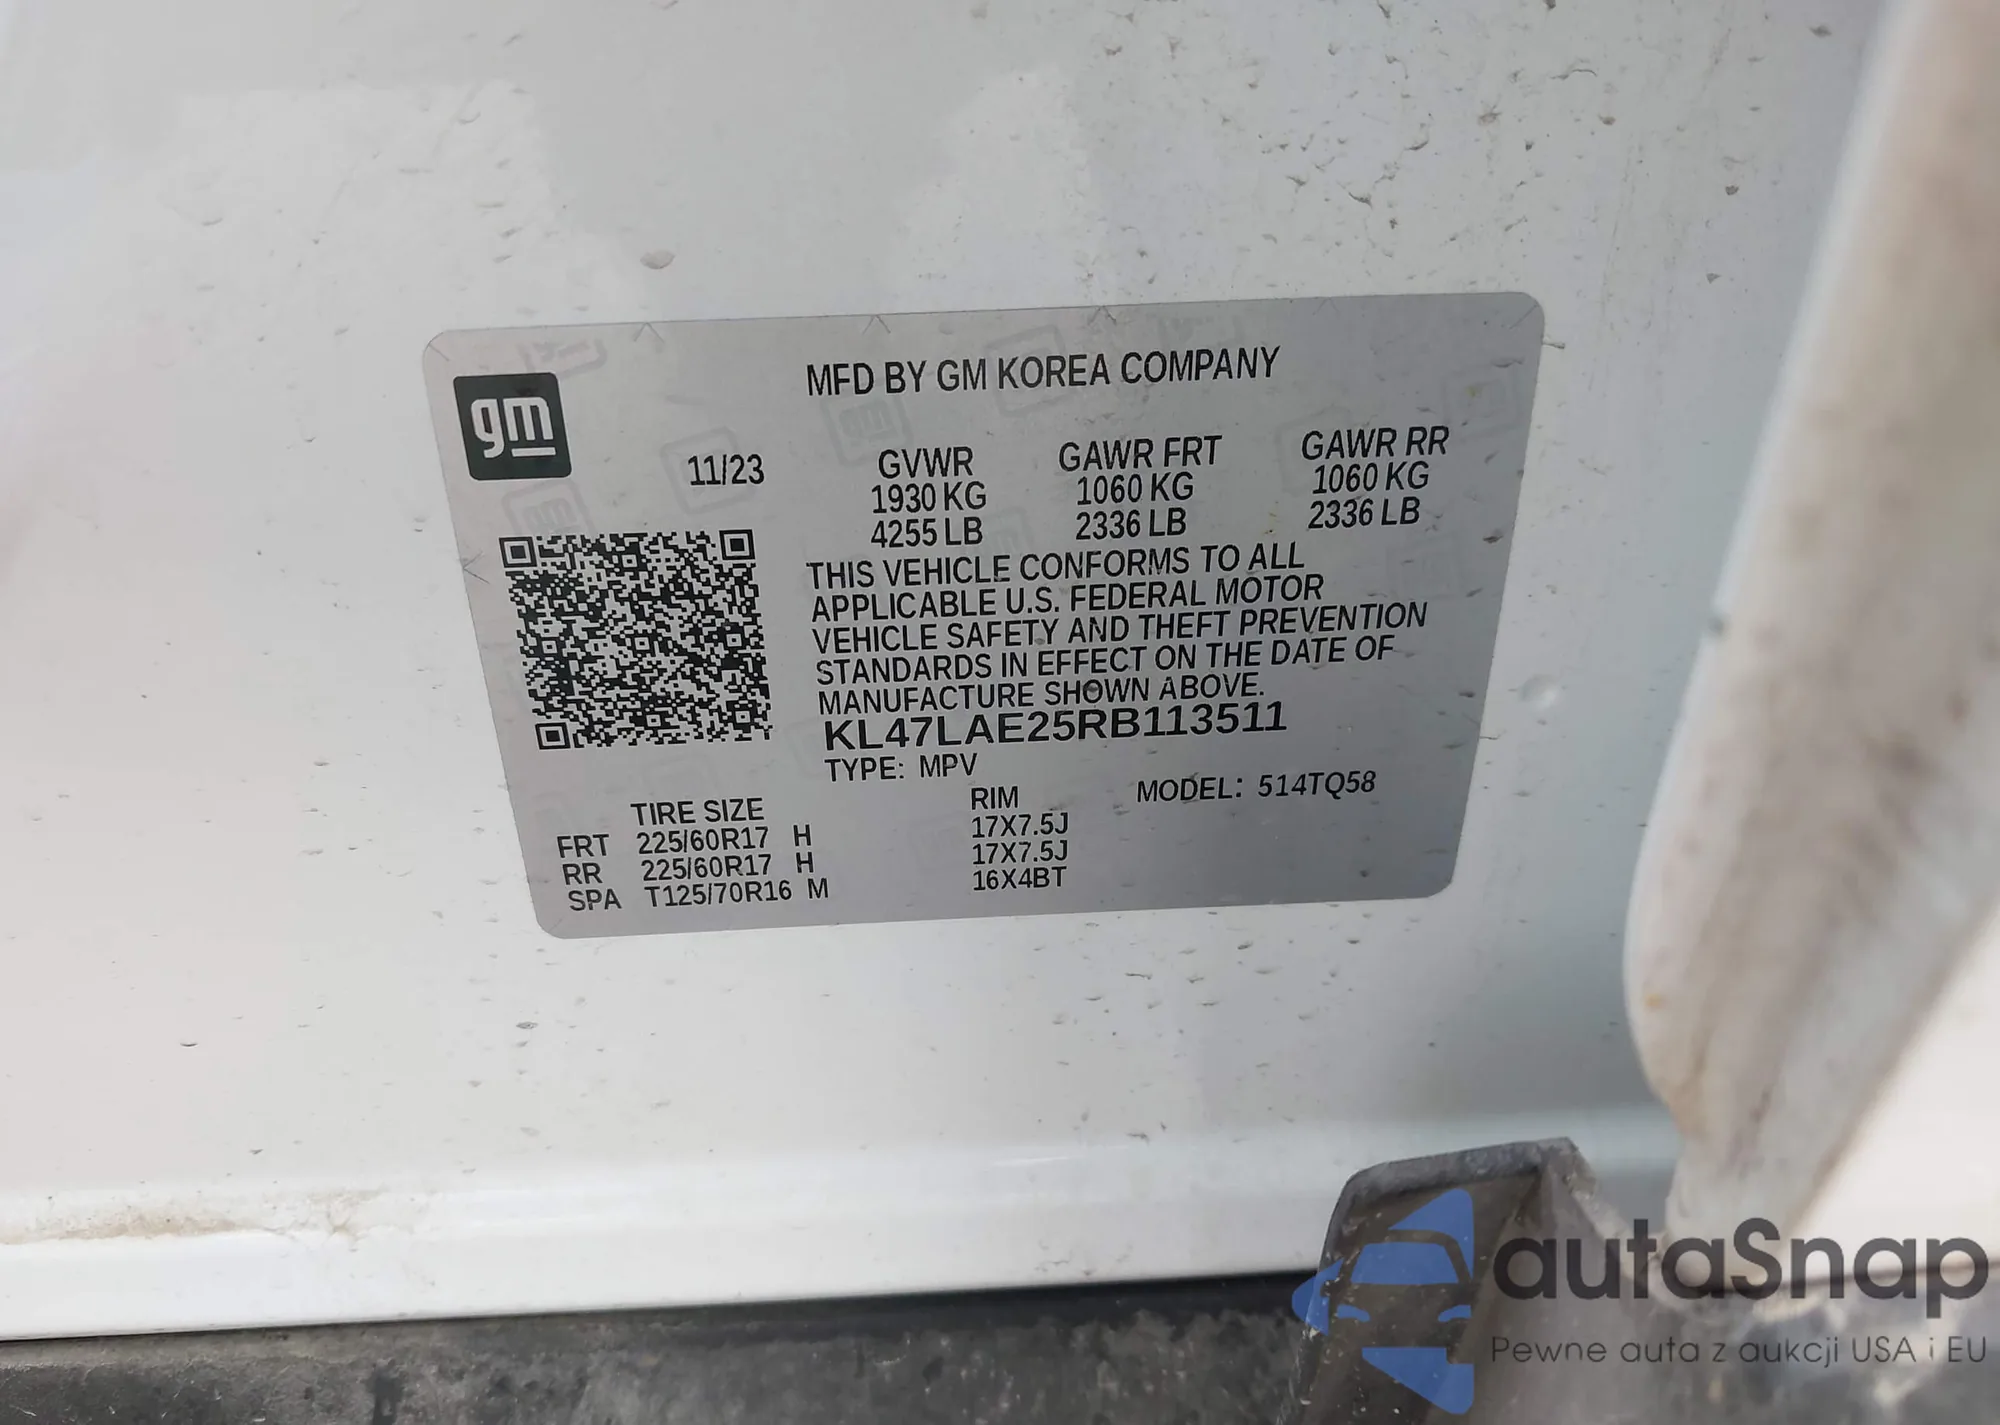 gm
MFD BY GM KOREA COMPANY
11/23
GVWR GAWR FRT GAWR RR
1930 KG 1060 KG 1060 KG
4255 LB 2336 LB 2336 LB
THIS VEHICLE CONFORMS TO ALL
APPLICABLE U.S. FEDERAL MOTOR
VEHICLE SAFETY AND THEFT PREVENTION
STANDARDS IN EFFECT ON THE DATE OF
MANUFACTURE SHOWN ABOVE.
KL47LAE25RB113511
TYPE: MPV MODEL: 514TQ58
TIRE SIZE RIM
FRT 225/60R17 H 17X7.5J
RR 225/60R17 H 17X7.5J
SPA T125/70R16 M 16X4BT
autaSnap
Pewne auta z aukcji USA i EU